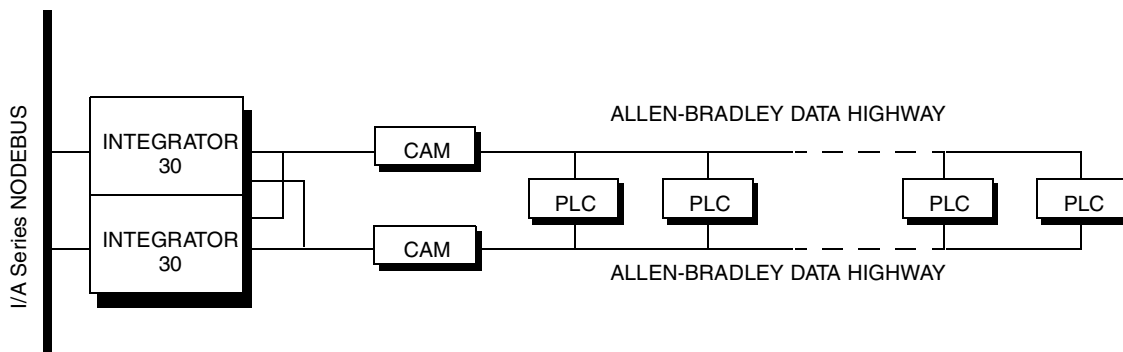 I/A Series NODEBUS
INTEGRATOR
30
INTEGRATOR
30
CAM
CAM
ALLEN-BRADLEY DATA HIGHWAY
PLC
PLC
PLC
PLC
ALLEN-BRADLEY DATA HIGHWAY